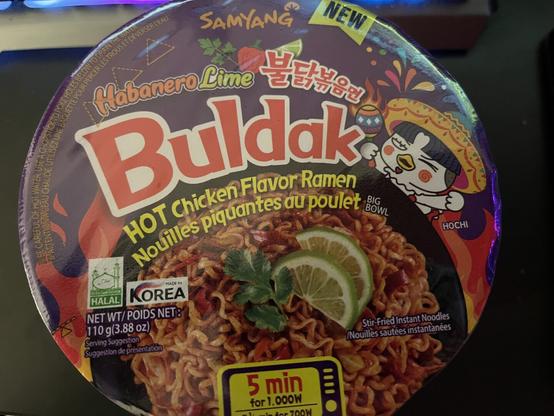 SAMYANG
NEW
Habanero Lime 불닭볶음면
Buldak
HOT Chicken Flavor Ramen
Nouilles piquantes au poulet
BIG
BOWL
HOCHI
HALAL
MADE IN
KOREA
NET WT/ POIDS NET :
110 g(3.88 oz)
Serving Suggestion
Suggestion de présentation
Stir-Fried Instant Noodles
/Nouilles sautées instantanées
5 min
for 1.000W
for 700W